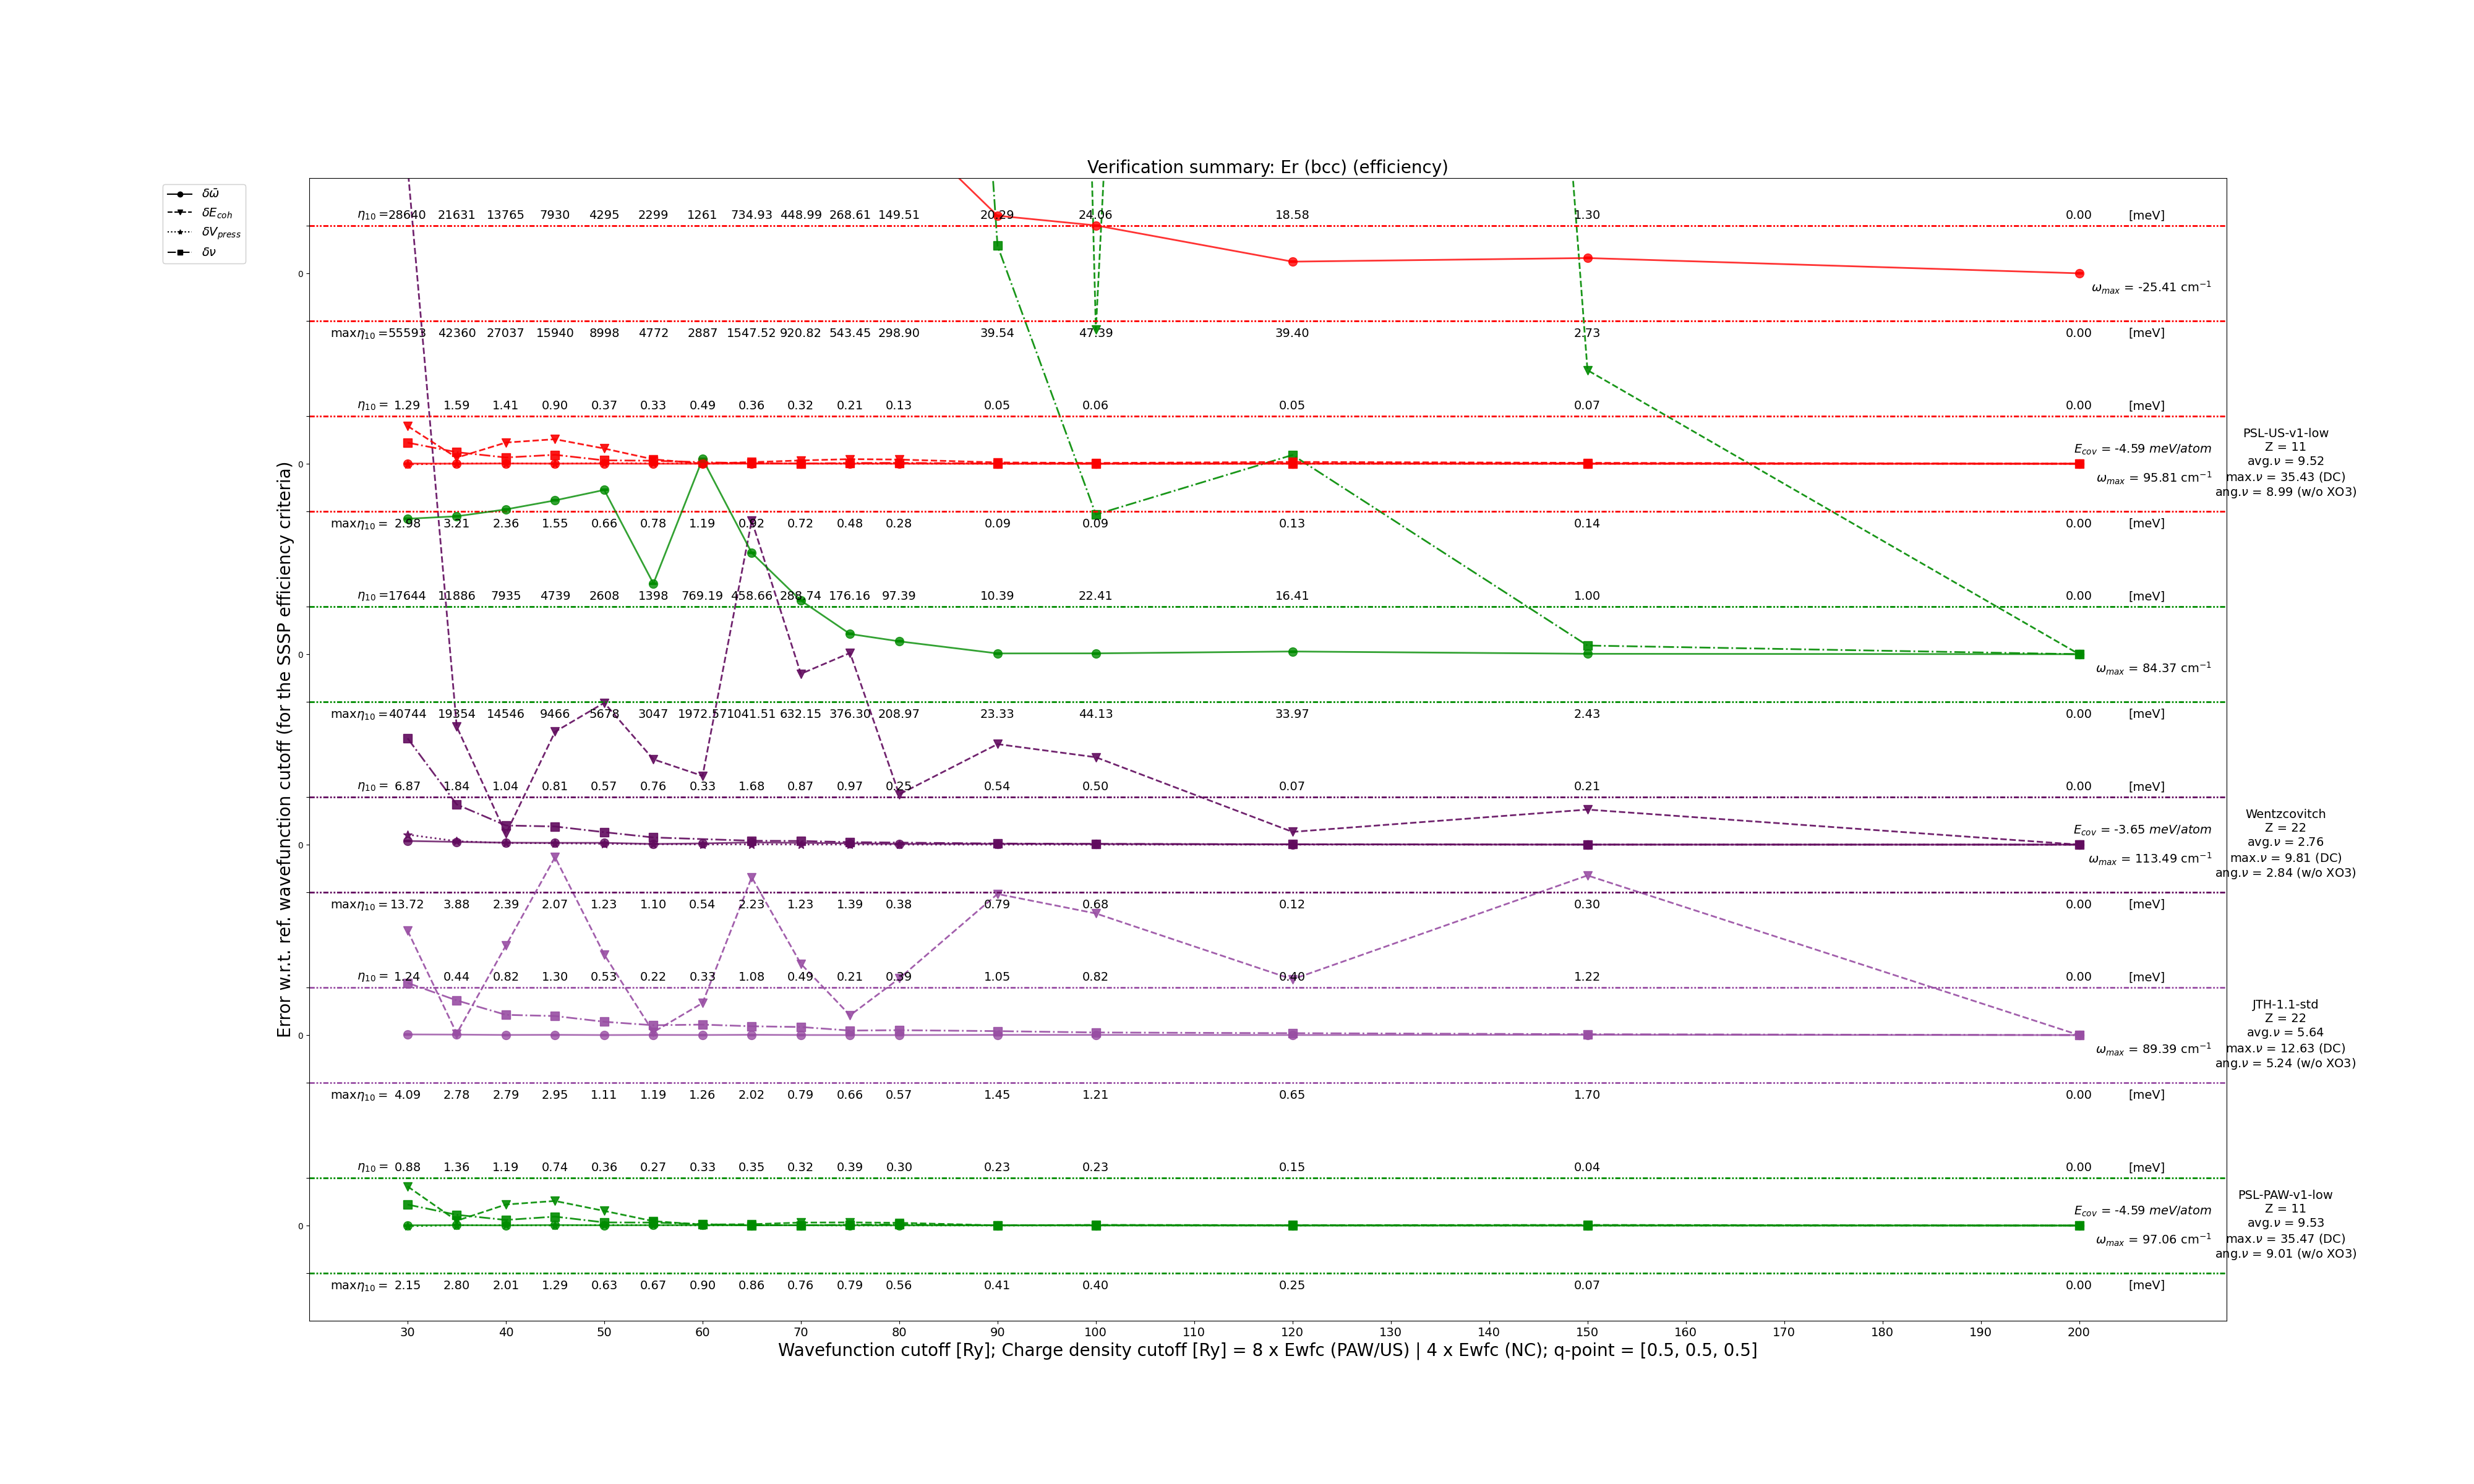 Verification summary: Er (bcc) (efficiency)
δω̄
δE_coh
δV_press
δν
Error w.r.t. ref. wavefunction cutoff (for the SSSP efficiency criteria)
η₁₀ = 28640 21631 13765 7930 4295 2299 1261 734.93 448.99 268.61 149.51 20.29 24.06 18.58 1.30 0.00 [meV]
0
ω_max = -25.41 cm⁻¹
maxη₁₀ = 55593 42360 27037 15940 8998 4772 2887 1547.52 920.82 543.45 298.90 39.54 47.39 39.40 2.73 0.00 [meV]
η₁₀ = 1.29 1.59 1.41 0.90 0.37 0.33 0.49 0.36 0.32 0.21 0.13 0.05 0.06 0.05 0.07 0.00 [meV]
PSL-US-v1-low
Z = 11
E_cov = -4.59 meV/atom
avg.ν = 9.52
0
ω_max = 95.81 cm⁻¹
max.ν = 35.43 (DC)
ang.ν = 8.99 (w/o XO3)
maxη₁₀ = 2.98 3.21 2.36 1.55 0.66 0.78 1.19 0.92 0.72 0.48 0.28 0.09 0.09 0.13 0.14 0.00 [meV]
η₁₀ = 17644 11886 7935 4739 2608 1398 769.19 458.66 288.74 176.16 97.39 10.39 22.41 16.41 1.00 0.00 [meV]
0
ω_max = 84.37 cm⁻¹
maxη₁₀ = 40744 19354 14546 9466 5678 3047 1972.57 1041.51 632.15 376.30 208.97 23.33 44.13 33.97 2.43 0.00 [meV]
η₁₀ = 6.87 1.84 1.04 0.81 0.57 0.76 0.33 1.68 0.87 0.97 0.25 0.54 0.50 0.07 0.21 0.00 [meV]
Wentzcovitch
Z = 22
E_cov = -3.65 meV/atom
avg.ν = 2.76
0
ω_max = 113.49 cm⁻¹
max.ν = 9.81 (DC)
ang.ν = 2.84 (w/o XO3)
maxη₁₀ = 13.72 3.88 2.39 2.07 1.23 1.10 0.54 2.23 1.23 1.39 0.38 0.79 0.68 0.12 0.30 0.00 [meV]
η₁₀ = 1.24 0.44 0.82 1.30 0.53 0.22 0.33 1.08 0.49 0.21 0.39 1.05 0.82 0.40 1.22 0.00 [meV]
JTH-1.1-std
Z = 22
avg.ν = 5.64
0
ω_max = 89.39 cm⁻¹
max.ν = 12.63 (DC)
ang.ν = 5.24 (w/o XO3)
maxη₁₀ = 4.09 2.78 2.79 2.95 1.11 1.19 1.26 2.02 0.79 0.66 0.57 1.45 1.21 0.65 1.70 0.00 [meV]
η₁₀ = 0.88 1.36 1.19 0.74 0.36 0.27 0.33 0.35 0.32 0.39 0.30 0.23 0.23 0.15 0.04 0.00 [meV]
PSL-PAW-v1-low
Z = 11
E_cov = -4.59 meV/atom
avg.ν = 9.53
0
ω_max = 97.06 cm⁻¹
max.ν = 35.47 (DC)
ang.ν = 9.01 (w/o XO3)
maxη₁₀ = 2.15 2.80 2.01 1.29 0.63 0.67 0.90 0.86 0.76 0.79 0.56 0.41 0.40 0.25 0.07 0.00 [meV]
30 40 50 60 70 80 90 100 110 120 130 140 150 160 170 180 190 200
Wavefunction cutoff [Ry]; Charge density cutoff [Ry] = 8 x Ewfc (PAW/US) | 4 x Ewfc (NC); q-point = [0.5, 0.5, 0.5]